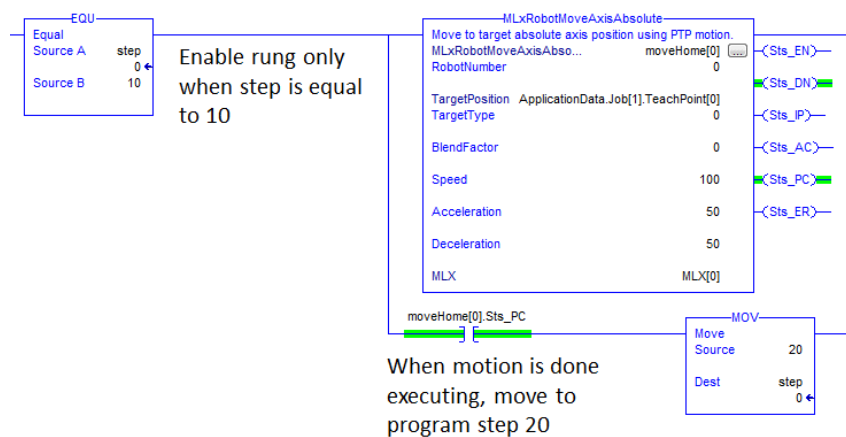 EQU
Equal
Source A step
0
Source B 10
Enable rung only
when step is equal
to 10
MLxRobotMoveAxisAbsolute
Move to target absolute axis position using PTP motion.
MLxRobotMoveAxisAbso... moveHome[0] ...
RobotNumber 0
TargetPosition ApplicationData.Job[1].TeachPoint[0]
TargetType 0
BlendFactor 0
Speed 100
Acceleration 50
Deceleration 50
MLX MLX[0]
Sts_EN
Sts_DN
Sts_IP
Sts_AC
Sts_PC
Sts_ER
moveHome[0].Sts_PC
When motion is done
executing, move to
program step 20
MOV
Move
Source 20
Dest step
0